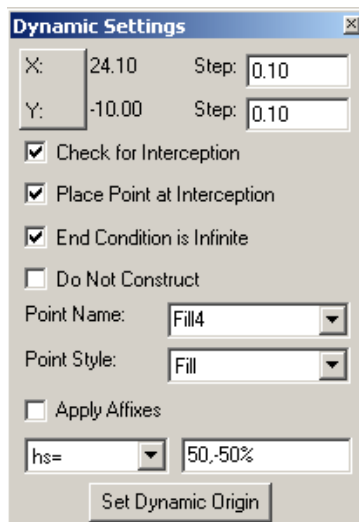 Dynamic Settings
X: 24.10 Step: 0.10
Y: -10.00 Step: 0.10
Check for Interception
Place Point at Interception
End Condition is Infinite
Do Not Construct
Point Name: Fill4
Point Style: Fill
Apply Affixes
hs= 50,-50%
Set Dynamic Origin